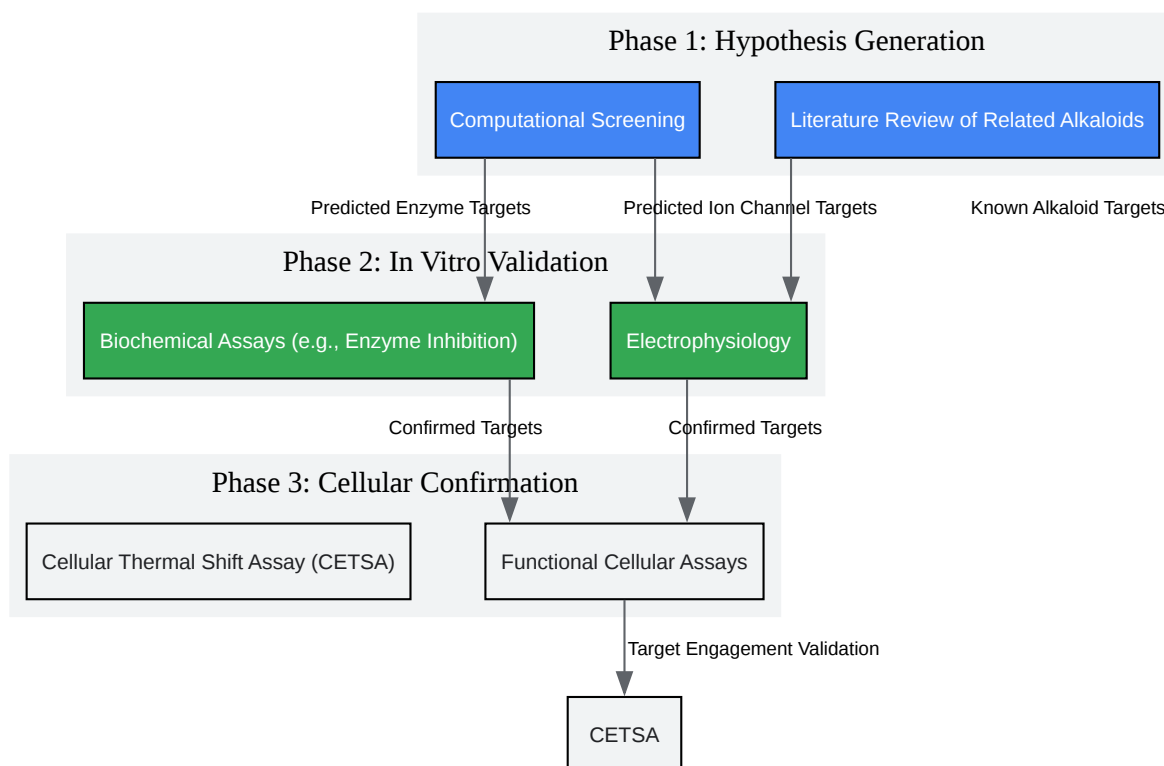 Phase 1: Hypothesis Generation
Computational Screening
Literature Review of Related Alkaloids
Predicted Enzyme Targets
Predicted Ion Channel Targets
Known Alkaloid Targets
Phase 2: In Vitro Validation
Biochemical Assays (e.g., Enzyme Inhibition)
Electrophysiology
Confirmed Targets
Confirmed Targets
Phase 3: Cellular Confirmation
Cellular Thermal Shift Assay (CETSA)
Functional Cellular Assays
Target Engagement Validation
CETSA